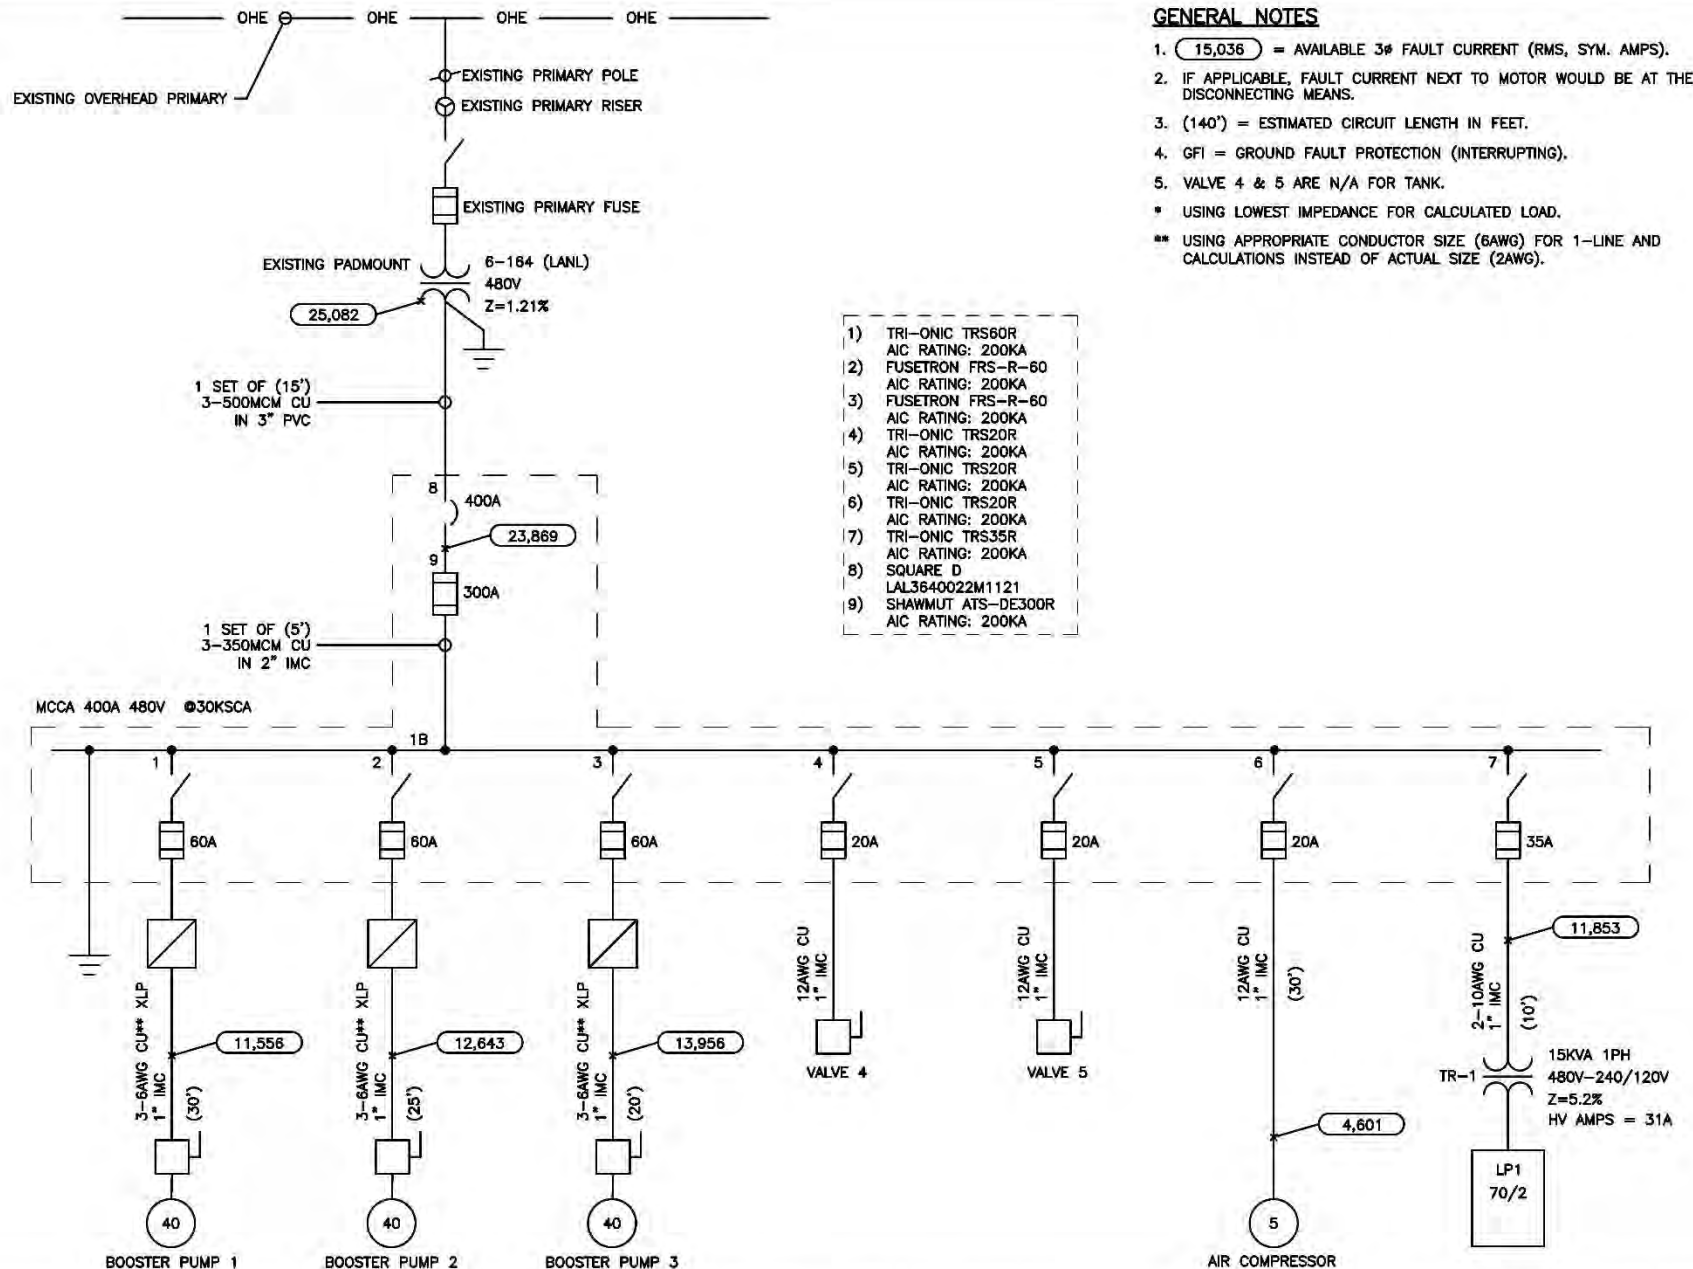 OHE OHE OHE OHE
EXISTING OVERHEAD PRIMARY
EXISTING PRIMARY POLE
EXISTING PRIMARY RISER
EXISTING PRIMARY FUSE
EXISTING PADMOUNT
6-164 (LANL)
480V
Z=1.21%
25,082
1 SET OF (15')
3-500MCM CU
IN 3" PVC
8
400A
23,869
9
300A
1 SET OF (5')
3-350MCM CU
IN 2" IMC
GENERAL NOTES
1. 15,036 = AVAILABLE 3ø FAULT CURRENT (RMS, SYM. AMPS).
2. IF APPLICABLE, FAULT CURRENT NEXT TO MOTOR WOULD BE AT THE
DISCONNECTING MEANS.
3. (140') = ESTIMATED CIRCUIT LENGTH IN FEET.
4. GFI = GROUND FAULT PROTECTION (INTERRUPTING).
5. VALVE 4 & 5 ARE N/A FOR TANK.
* USING LOWEST IMPEDANCE FOR CALCULATED LOAD.
** USING APPROPRIATE CONDUCTOR SIZE (6AWG) FOR 1-LINE AND
CALCULATIONS INSTEAD OF ACTUAL SIZE (2AWG).
1) TRI-ONIC TRS60R
AIC RATING: 200KA
2) FUSETRON FRS-R-60
AIC RATING: 200KA
3) FUSETRON FRS-R-60
AIC RATING: 200KA
4) TRI-ONIC TRS20R
AIC RATING: 200KA
5) TRI-ONIC TRS20R
AIC RATING: 200KA
6) TRI-ONIC TRS20R
AIC RATING: 200KA
7) TRI-ONIC TRS35R
AIC RATING: 200KA
8) SQUARE D
LAL3640022M1121
9) SHAWMUT ATS-DE300R
AIC RATING: 200KA
MCCA 400A 480V @30KSCA
1B
1
60A
3-6AWG CU** XLP
1" IMC
(30')
11,556
40
BOOSTER PUMP 1
2
60A
3-6AWG CU** XLP
1" IMC
(25')
12,643
40
BOOSTER PUMP 2
3
60A
3-6AWG CU** XLP
1" IMC
(20')
13,956
40
BOOSTER PUMP 3
4
20A
12AWG CU
1" IMC
VALVE 4
5
20A
12AWG CU
1" IMC
VALVE 5
6
20A
12AWG CU
1" IMC
(30')
4,601
5
AIR COMPRESSOR
7
35A
11,853
2-10AWG CU
1" IMC
(10')
TR-1
15KVA 1PH
480V-240/120V
Z=5.2%
HV AMPS = 31A
LP1
70/2